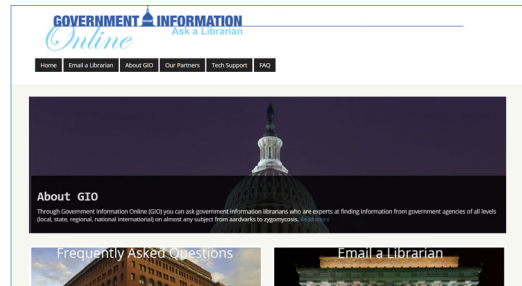 GOVERNMENT INFORMATION
Online Ask a Librarian
Home Email a Librarian About GIO Our Partners Tech Support FAQ
About GIO
Through Government Information Online (GIO) you can ask government information librarians who are experts at finding information from government agencies of all levels
(local, state, regional, national international) on almost any subject from aardvarks to zygomycosis. Read more
Frequently Asked Questions Email a Librarian